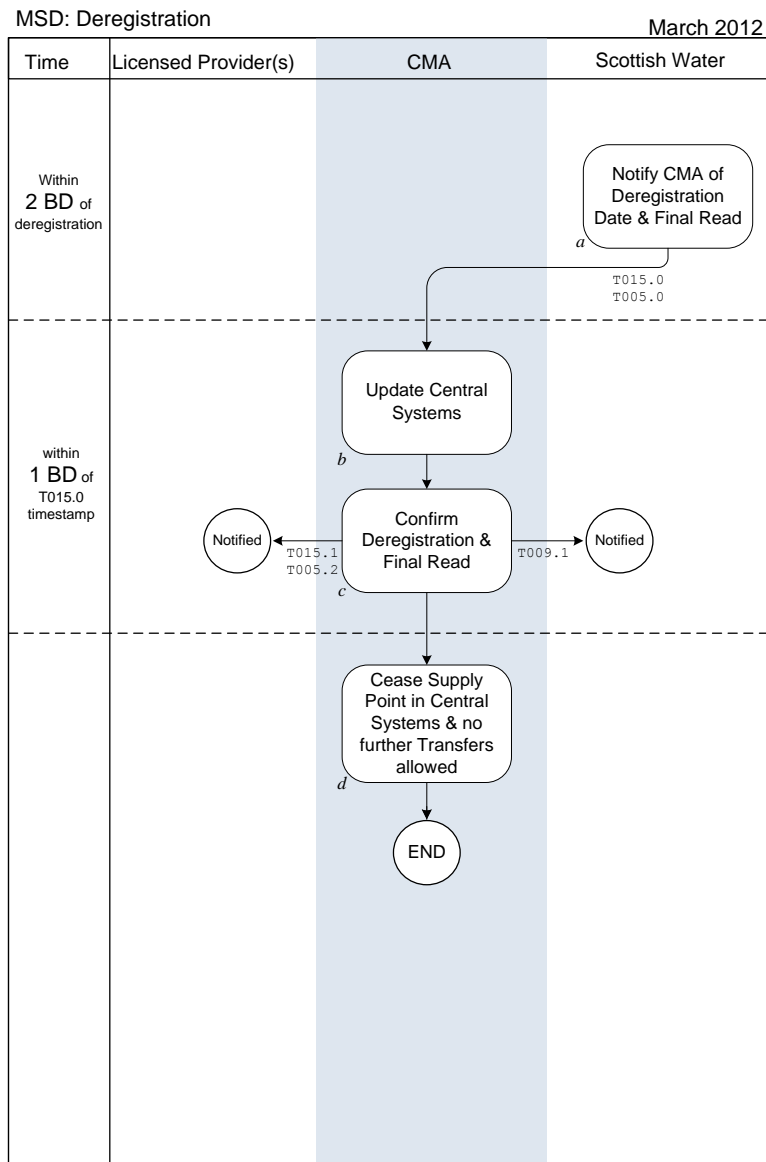 MSD: Deregistration
March 2012
Time
Licensed Provider(s)
CMA
Scottish Water
Within
2 BD of
deregistration
Notify CMA of
Deregistration
Date & Final Read
a
T015.0
T005.0
within
1 BD of
T015.0
timestamp
Update Central
Systems
b
Notified
T015.1
T005.2
Confirm
Deregistration &
Final Read
c
T009.1
Notified
Cease Supply
Point in Central
Systems & no
further Transfers
allowed
d
END